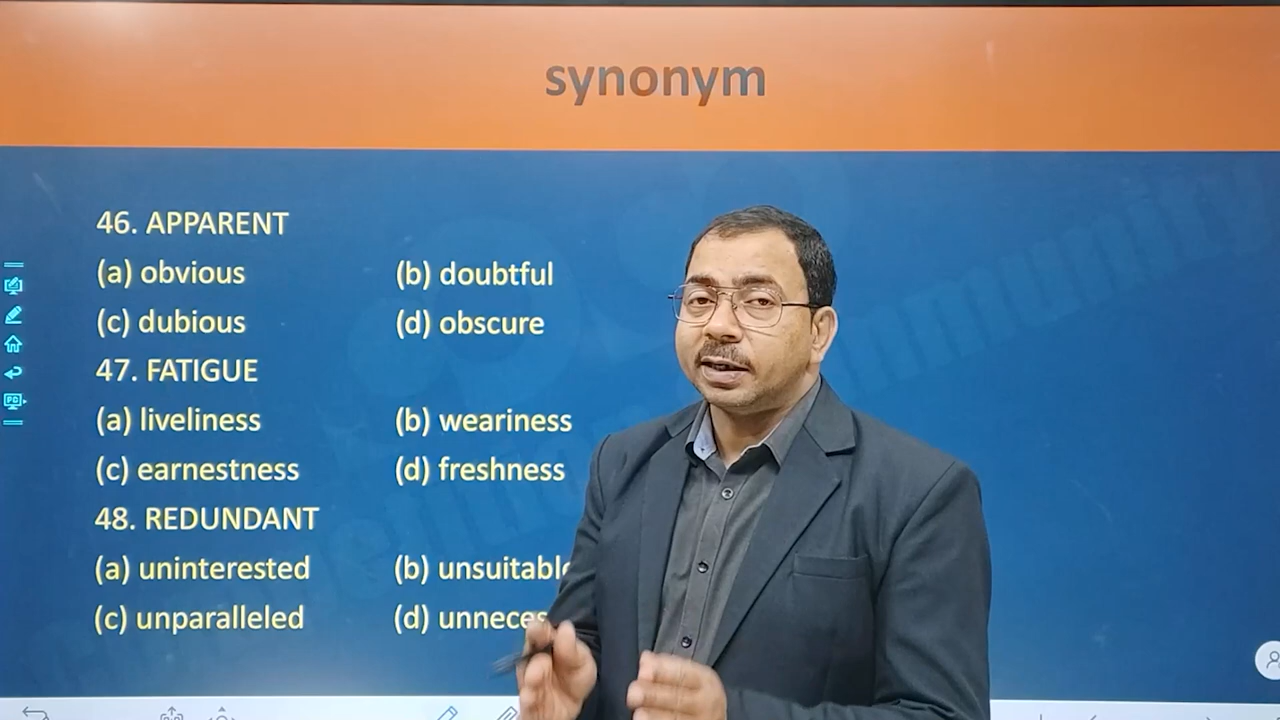 synonym
46. APPARENT
(a) obvious (b) doubtful
(c) dubious (d) obscure
47. FATIGUE
(a) liveliness (b) weariness
(c) earnestness (d) freshness
48. REDUNDANT
(a) uninterested (b)
(c) unparalleled (d)